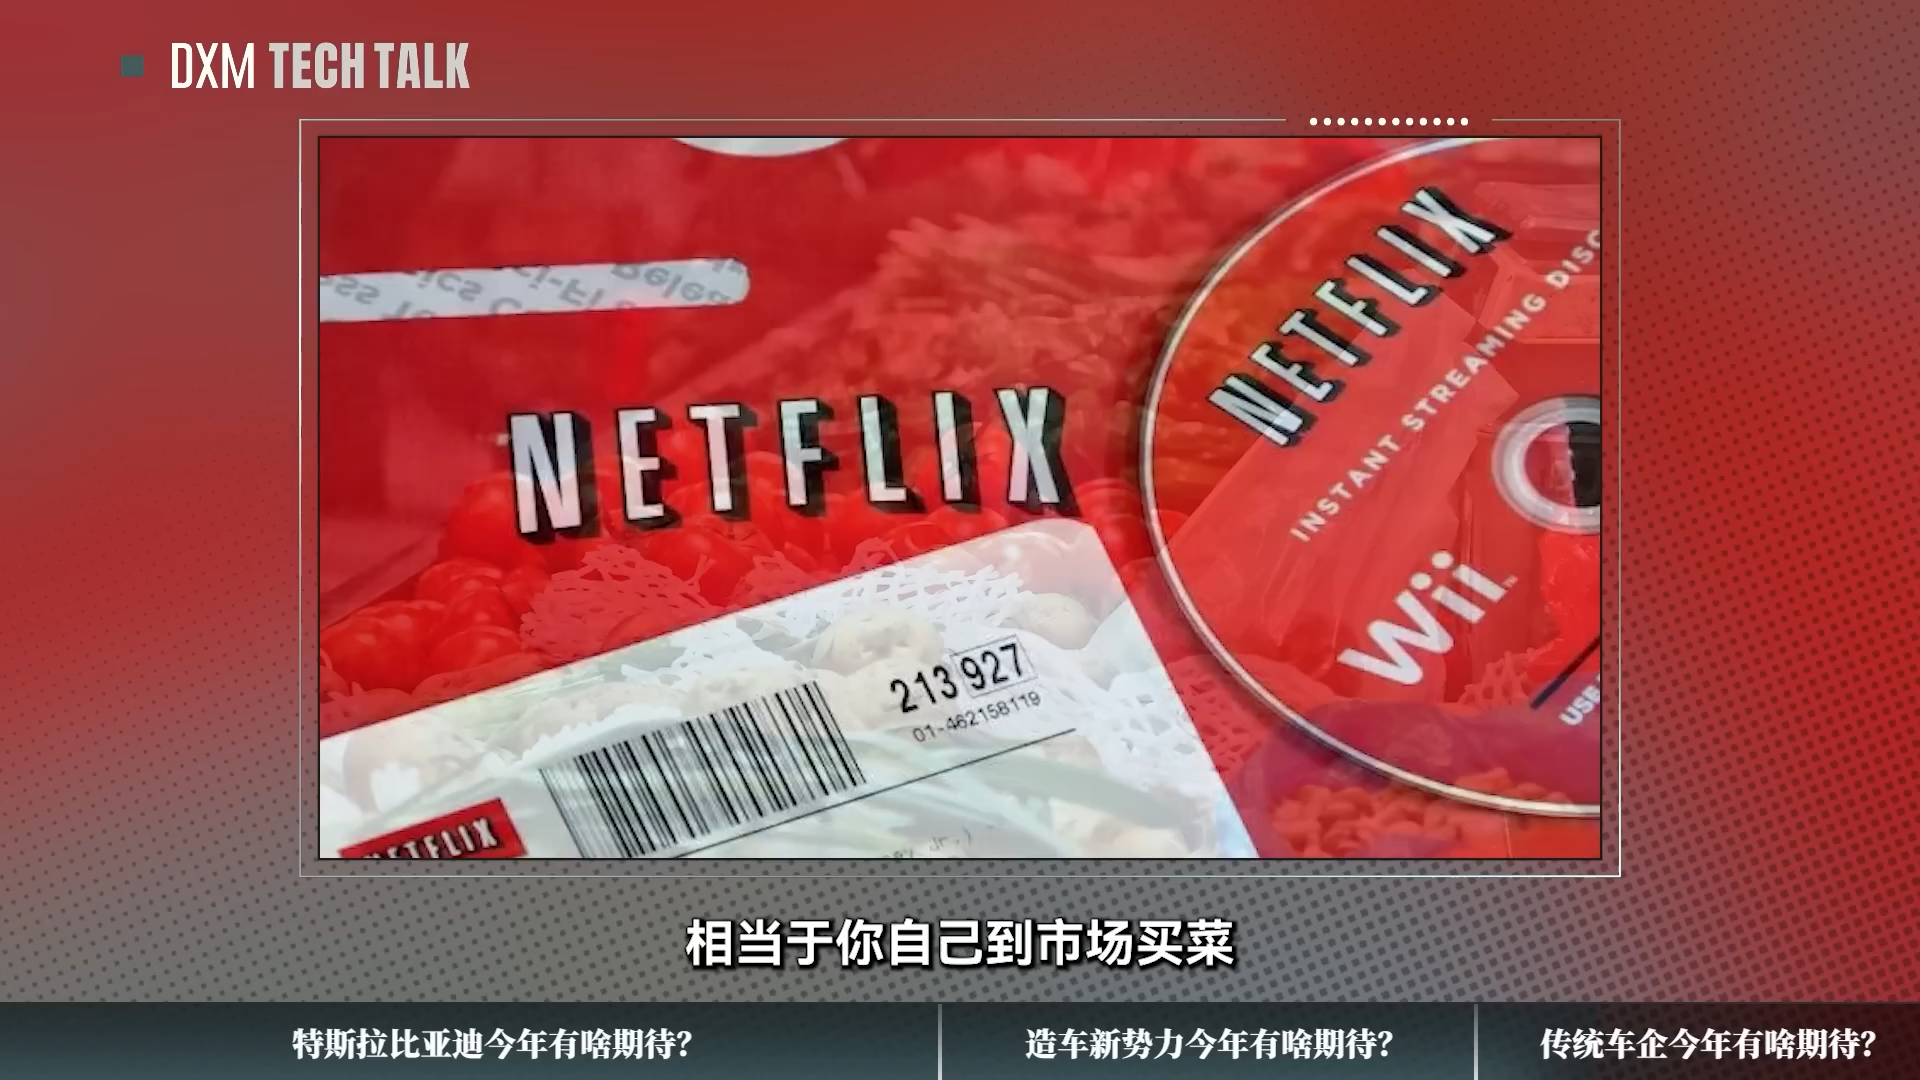 DXM TECH TALK
NETFLIX
NETFLIX
INSTANT STREAMING DISC
Wii
213 927
01-462158119
NETFLIX
相当于你自己到市场买菜
特斯拉比亚迪今年有啥期待?
造车新势力今年有啥期待?
传统车企今年有啥期待?